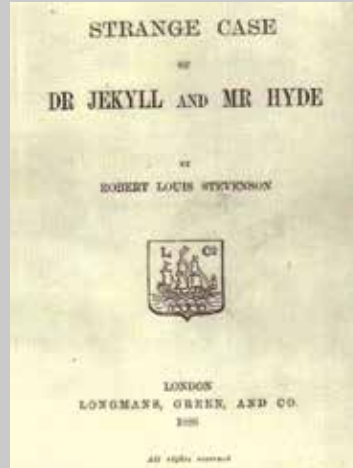 STRANGE CASE
OF
DR JEKYLL AND MR HYDE
BY
ROBERT LOUIS STEVENSON
L Co
LONDON
LONGMANS, GREEN, AND CO.
1886
All rights reserved